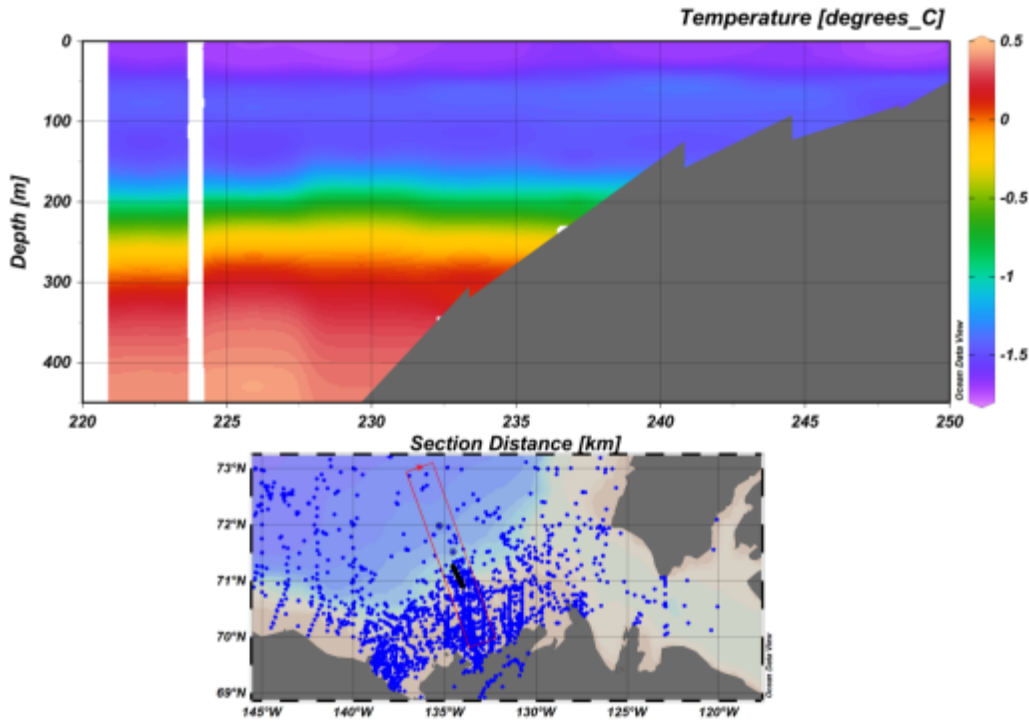 Temperature [degrees_C]
0
100
200
300
400
Depth [m]
0.5
0
-0.5
-1
-1.5
Ocean Data View
220
225
230
235
240
245
250
Section Distance [km]
73°N
72°N
71°N
70°N
69°N
Ocean Data View
145°W
140°W
135°W
130°W
125°W
120°W